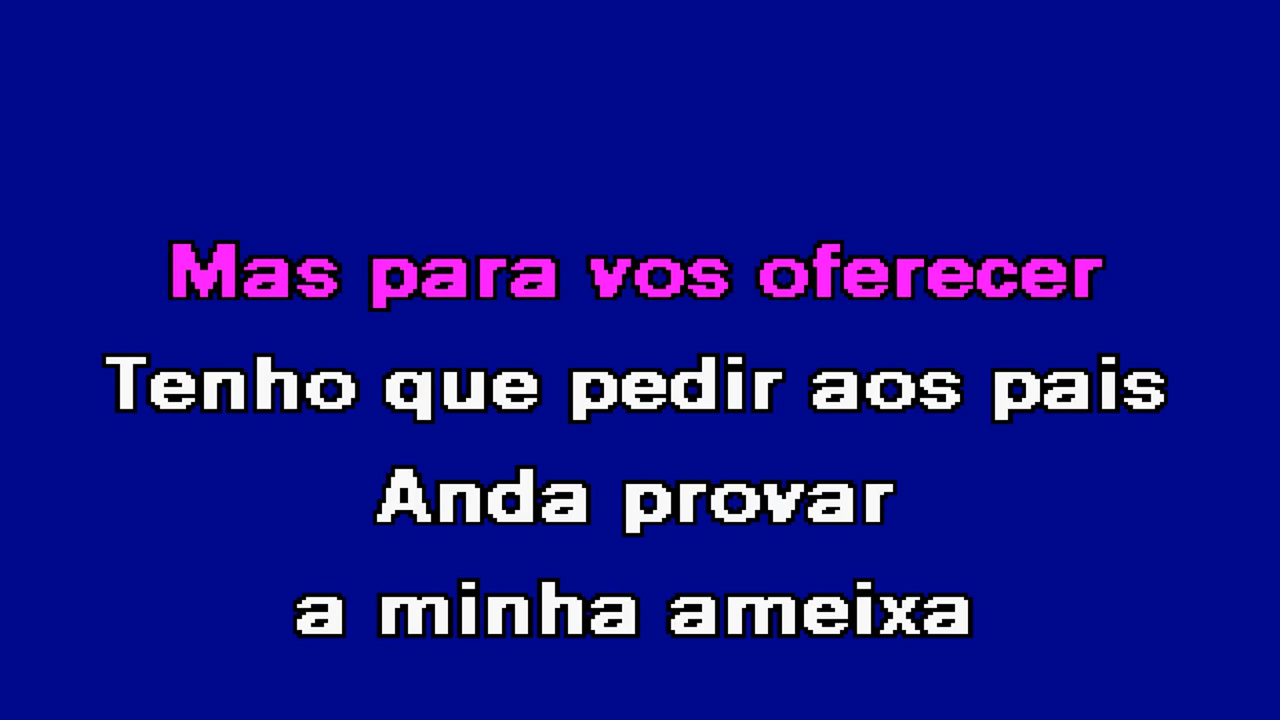 Mas para vos oferecer
Tenho que pedir aos pais
Anda provar
a minha ameixa